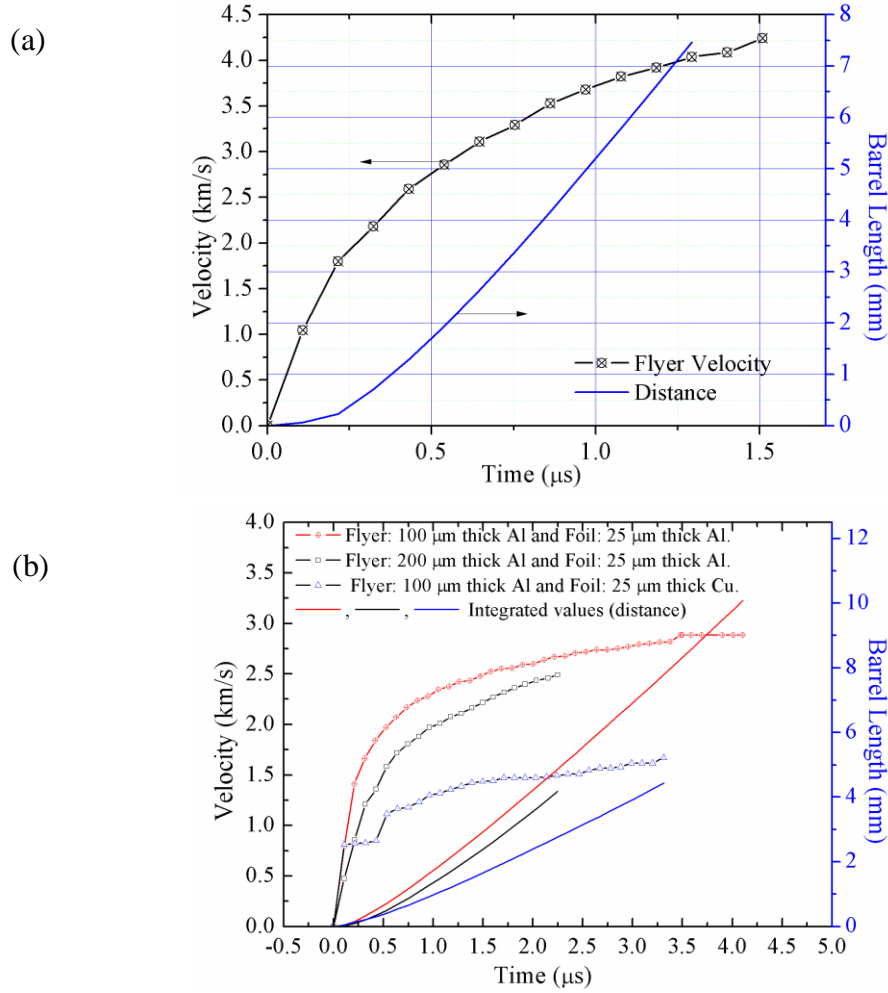 (a)
4.5
4.0
3.5
3.0
2.5
2.0
1.5
1.0
0.5
0.0
Velocity (km/s)
8
7
6
5
4
3
2
1
0
Barrel Length (mm)
Flyer Velocity
Distance
0.0 0.5 1.0 1.5
Time (μs)
(b)
4.0
3.5
3.0
2.5
2.0
1.5
1.0
0.5
0.0
Velocity (km/s)
Flyer: 100 μm thick Al and Foil: 25 μm thick Al.
Flyer: 200 μm thick Al and Foil: 25 μm thick Al.
Flyer: 100 μm thick Al and Foil: 25 μm thick Cu.
, , Integrated values (distance)
12
10
8
6
4
2
0
Barrel Length (mm)
-0.5 0.0 0.5 1.0 1.5 2.0 2.5 3.0 3.5 4.0 4.5 5.0
Time (μs)